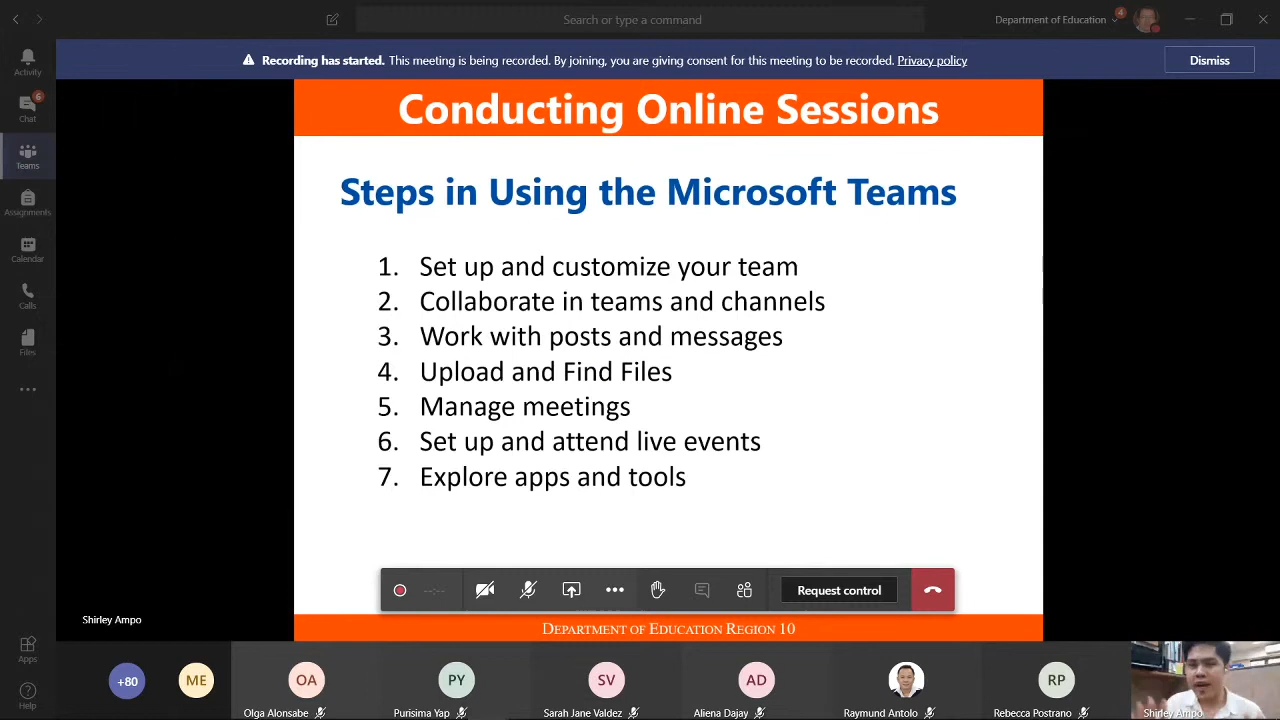 Search or type a command
Department of Education
4
Recording has started. This meeting is being recorded. By joining, you are giving consent for this meeting to be recorded. Privacy policy
Dismiss
Activity
6
Chat
Teams
Assignments
Calendar
Calls
Files
Apps
Help
Conducting Online Sessions
Steps in Using the Microsoft Teams
1. Set up and customize your team
2. Collaborate in teams and channels
3. Work with posts and messages
4. Upload and Find Files
5. Manage meetings
6. Set up and attend live events
7. Explore apps and tools
--:--
Request control
Shirley Ampo
DEPARTMENT OF EDUCATION REGION 10
+80
ME
OA
PY
SV
AD
RP
Olga Alonsabe
Purisima Yap
Sarah Jane Valdez
Aliena Dajay
Raymund Antolo
Rebecca Postrano
Shirley Ampo